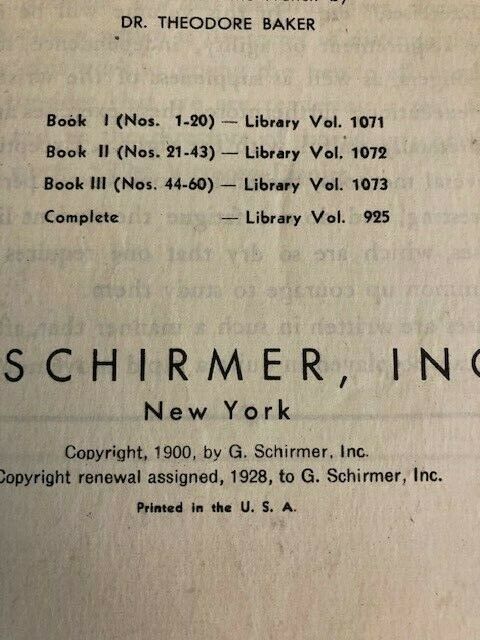 DR. THEODORE BAKER
Book I (Nos. 1-20) — Library Vol. 1071
Book II (Nos. 21-43) — Library Vol. 1072
Book III (Nos. 44-60) — Library Vol. 1073
Complete — Library Vol. 925
SCHIRMER, INC
New York
Copyright, 1900, by G. Schirmer, Inc.
Copyright renewal assigned, 1928, to G. Schirmer, Inc.
Printed in the U. S. A.